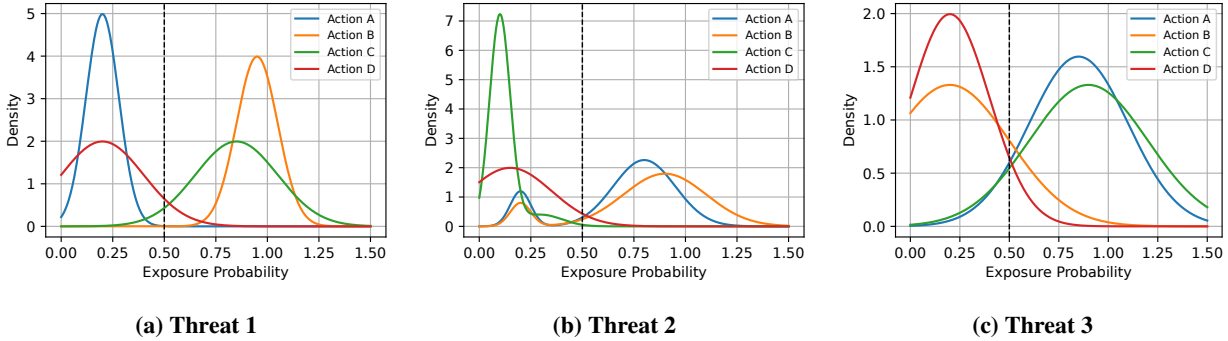 Density
5
4
3
2
1
0
0.00 0.25 0.50 0.75 1.00 1.25 1.50
Exposure Probability
Action A
Action B
Action C
Action D
(a) Threat 1
Density
7
6
5
4
3
2
1
0
0.00 0.25 0.50 0.75 1.00 1.25 1.50
Exposure Probability
Action A
Action B
Action C
Action D
(b) Threat 2
Density
2.0
1.5
1.0
0.5
0.0
0.00 0.25 0.50 0.75 1.00 1.25 1.50
Exposure Probability
Action A
Action B
Action C
Action D
(c) Threat 3